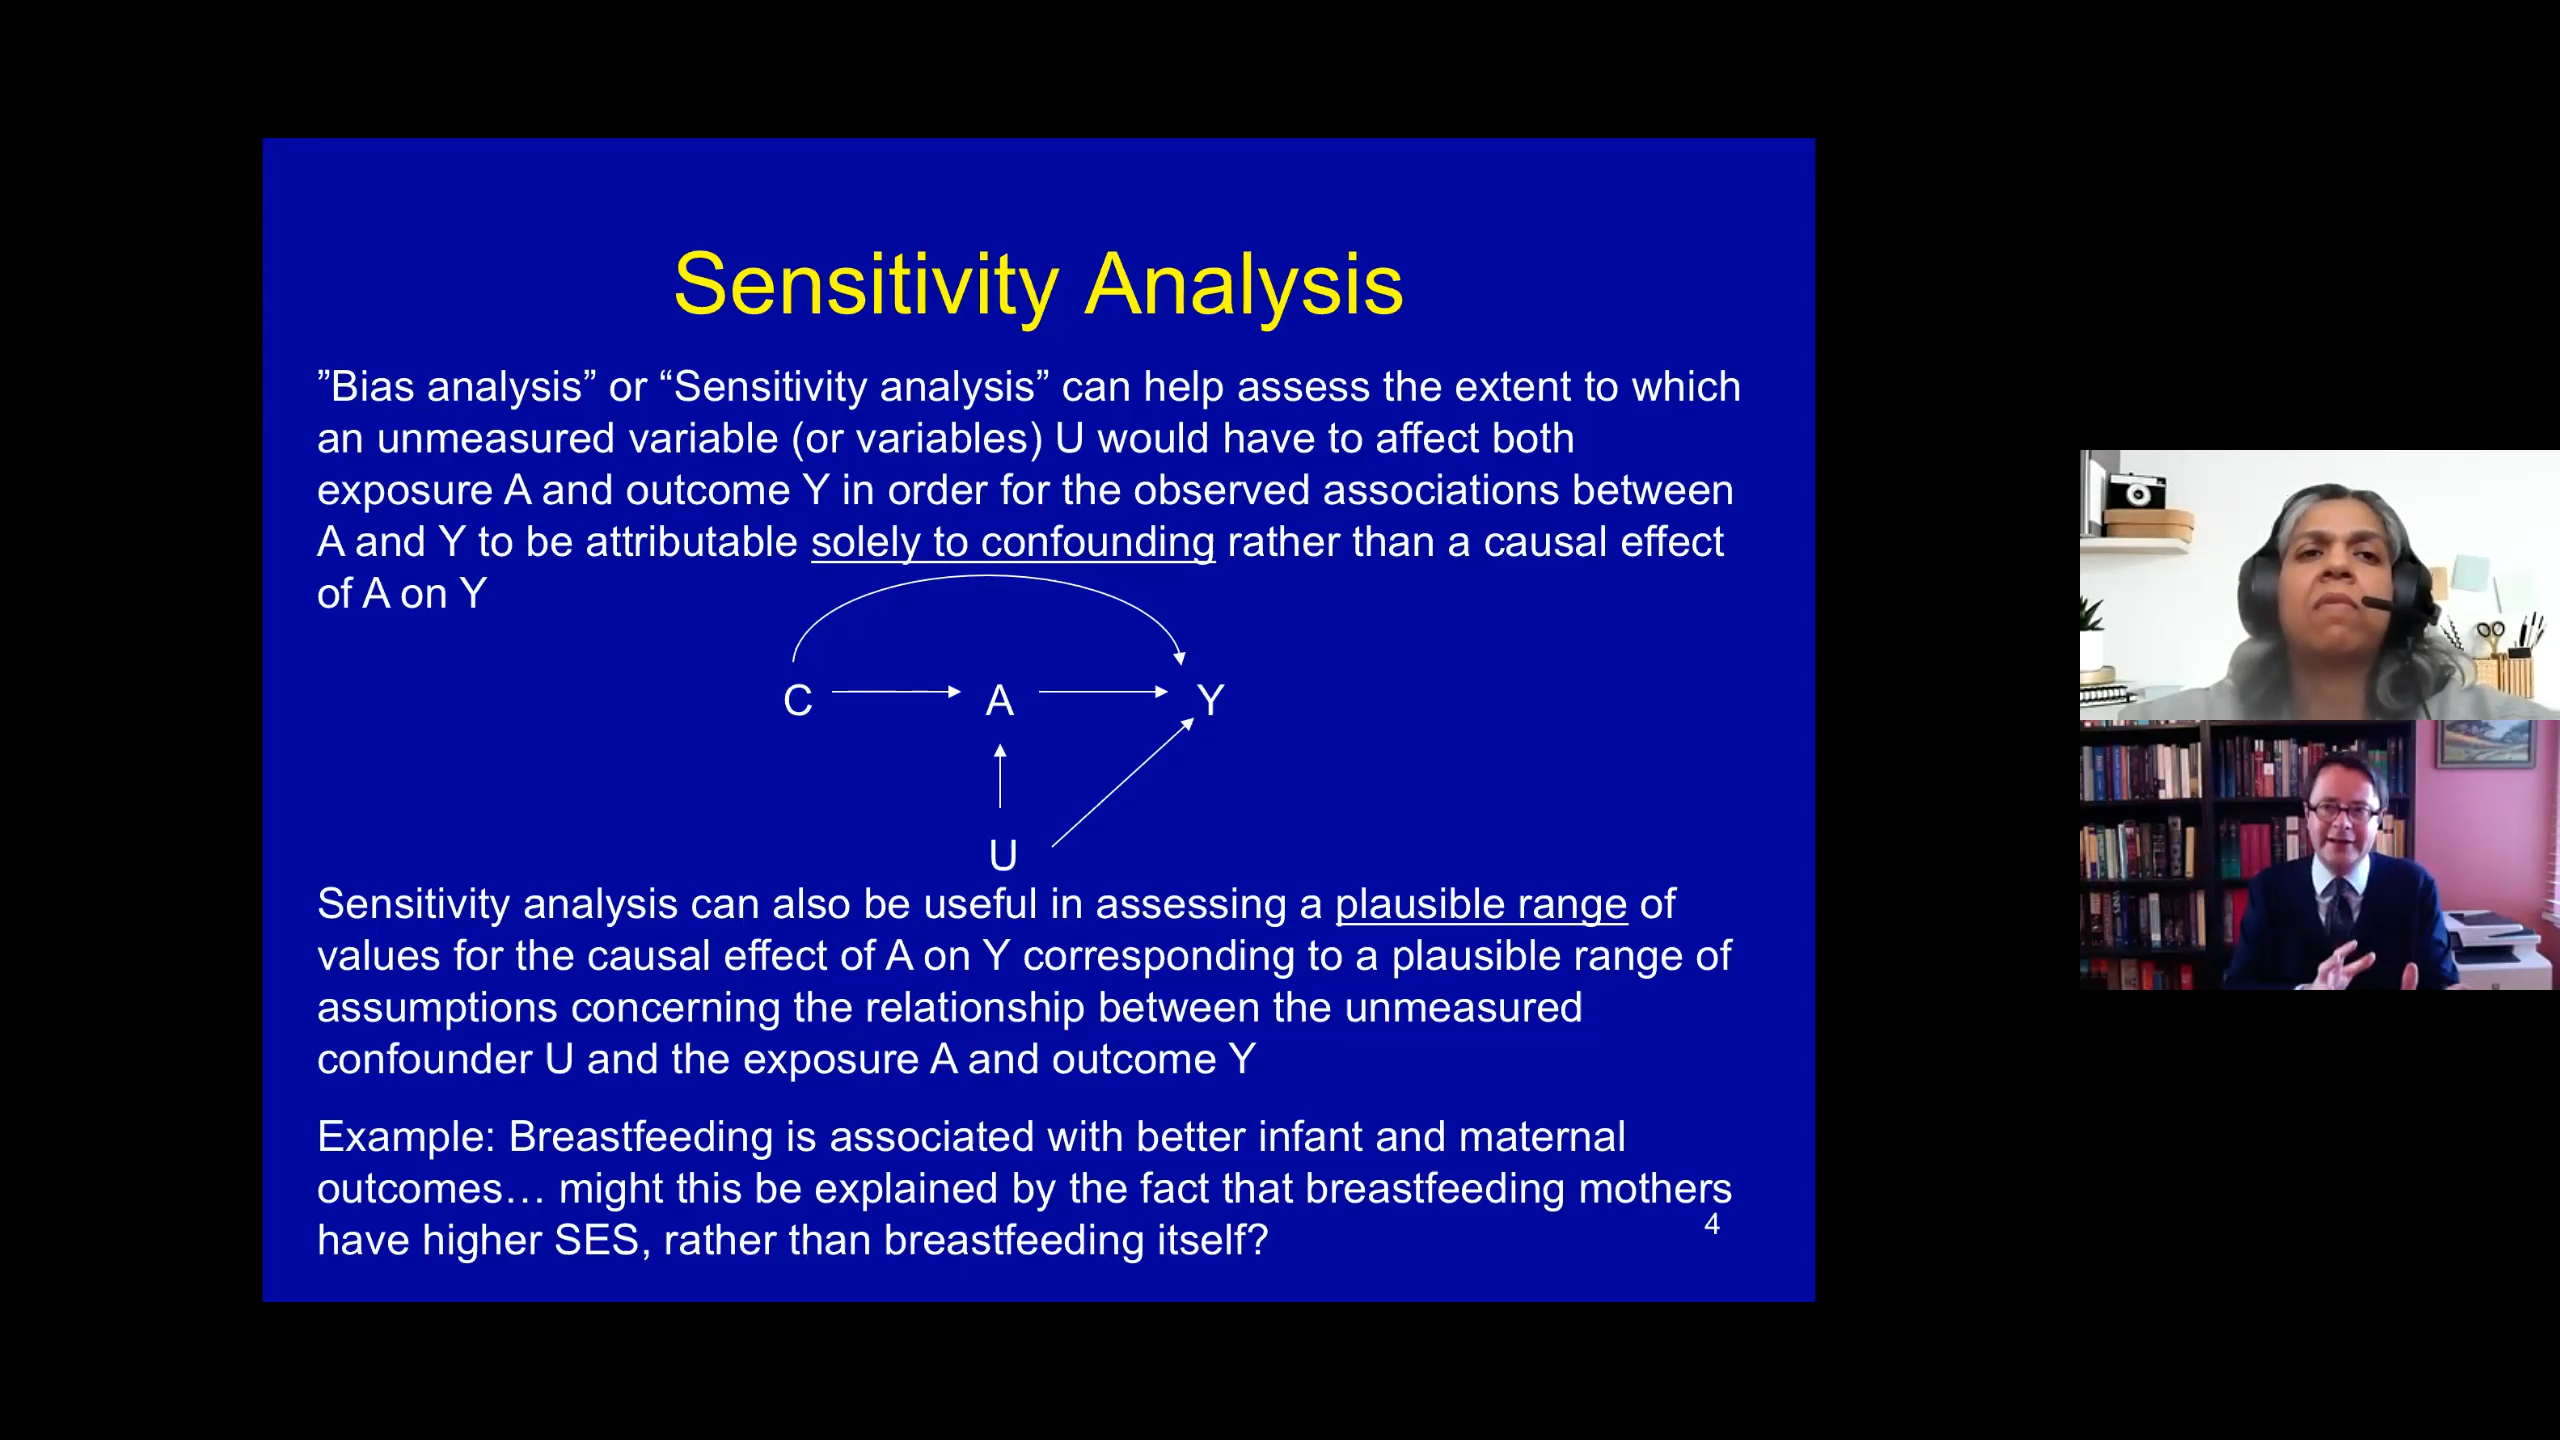 Sensitivity Analysis
”Bias analysis” or “Sensitivity analysis” can help assess the extent to which
an unmeasured variable (or variables) U would have to affect both
exposure A and outcome Y in order for the observed associations between
A and Y to be attributable solely to confounding rather than a causal effect
of A on Y
C A Y
U
Sensitivity analysis can also be useful in assessing a plausible range of
values for the causal effect of A on Y corresponding to a plausible range of
assumptions concerning the relationship between the unmeasured
confounder U and the exposure A and outcome Y
Example: Breastfeeding is associated with better infant and maternal
outcomes… might this be explained by the fact that breastfeeding mothers
have higher SES, rather than breastfeeding itself?
4